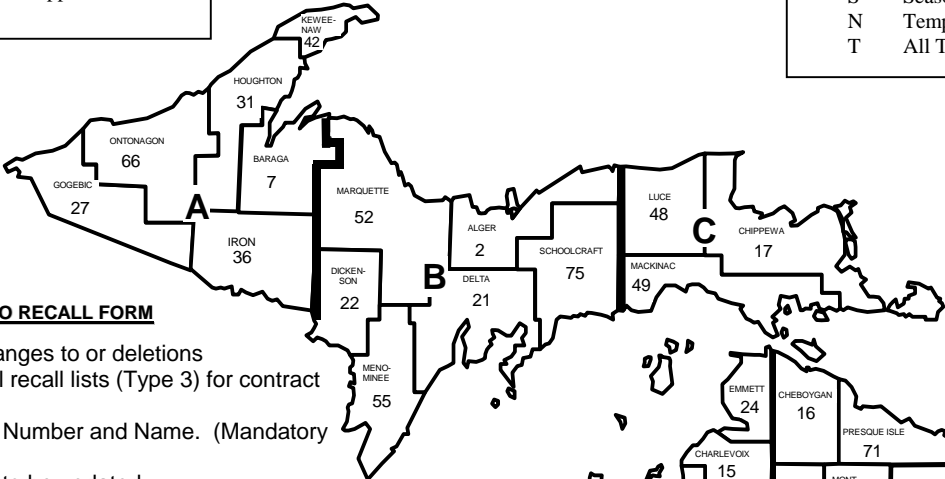 S Seas
N Temp
T All T
KEWEE-
NAW
42
HOUGHTON
31
ONTONAGON
66
BARAGA
7
GOGEBIC
27
MARQUETTE
52
LUCE
48
A
C
CHIPPEWA
17
ALGER
2
IRON
36
SCHOOLCRAFT
75
MACKINAC
49
DICKEN-
SON
22
B
DELTA
21
O RECALL FORM
anges to or deletions
l recall lists (Type 3) for contract
MENO-
MINEE
55
Number and Name. (Mandatory
EMMETT
24
CHEBOYGAN
16
PRESQUE ISLE
71
CHARLEVOIX
15
MONT